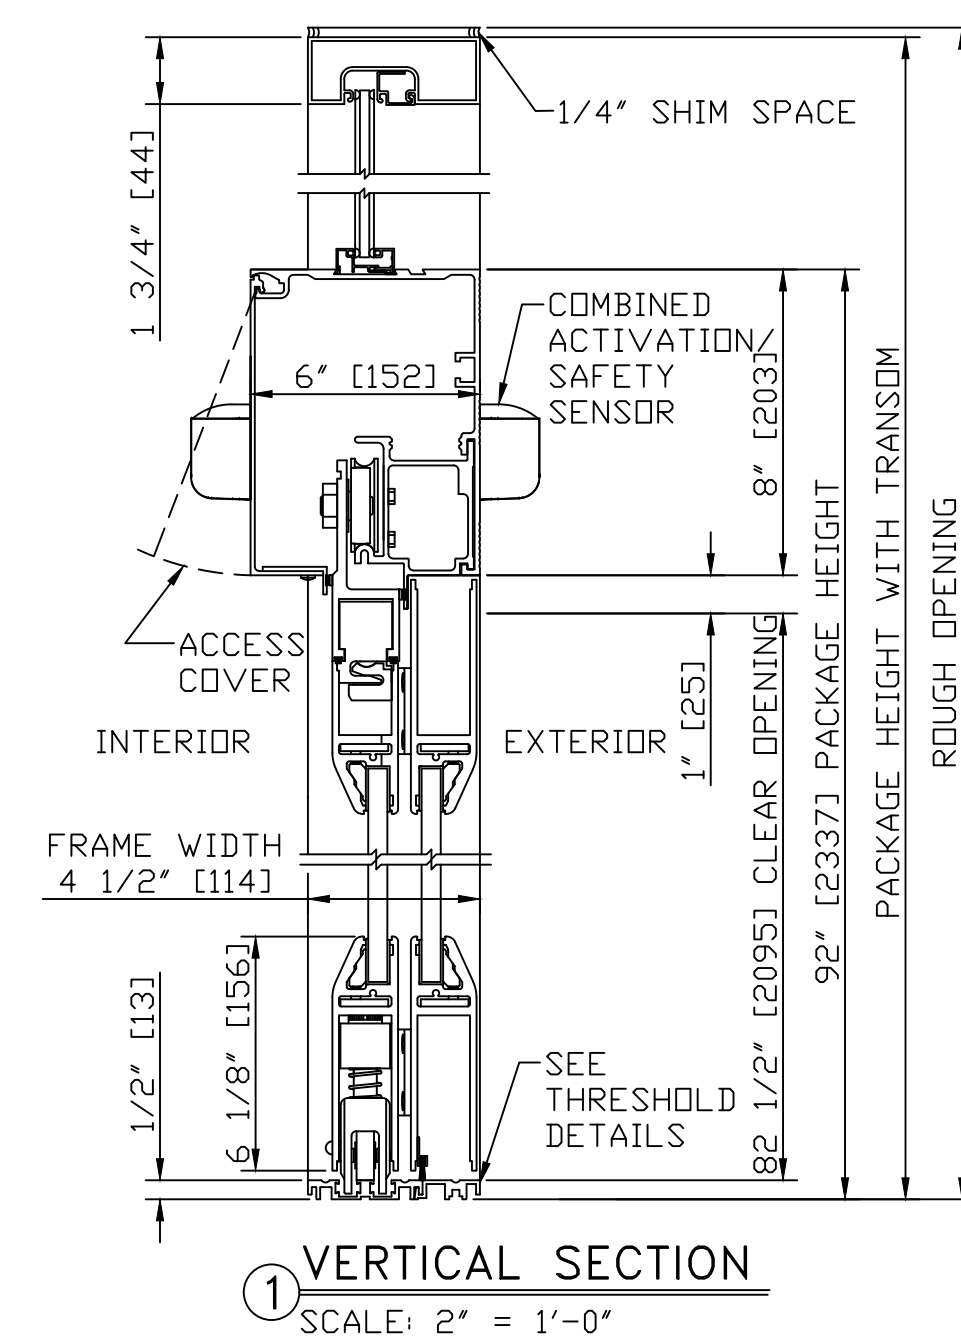 1/4" SHIM SPACE
1 3/4" [44]
COMBINED
ACTIVATION/
SAFETY
SENSOR
6" [152]
8" [203]
ACCESS
COVER
INTERIOR
EXTERIOR
1" [25]
82 1/2" [2095] CLEAR OPENING
92" [2337] PACKAGE HEIGHT
PACKAGE HEIGHT WITH TRANSOM
ROUGH OPENING
FRAME WIDTH
4 1/2" [114]
1/2" [13]
6 1/8" [156]
SEE
THRESHOLD
DETAILS
1
VERTICAL SECTION
SCALE: 2" = 1'-0"